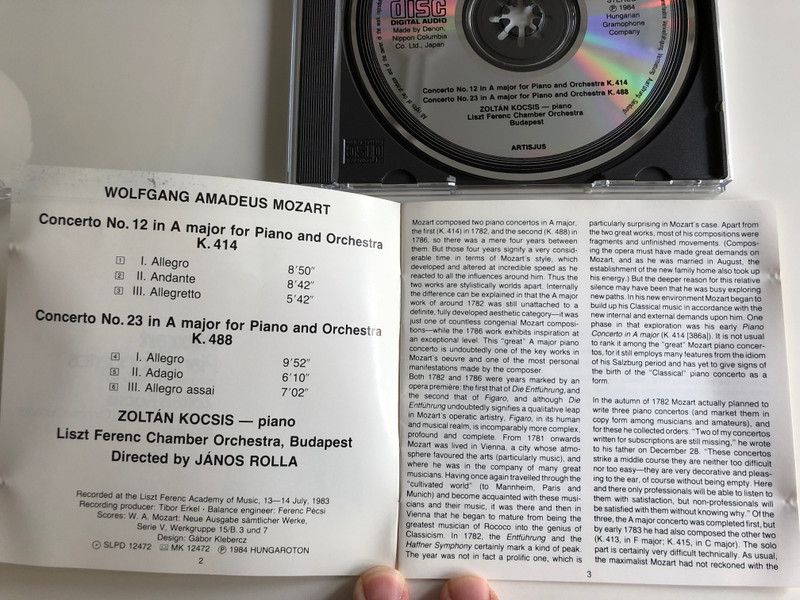 disc
DIGITAL AUDIO
Made by Denon,
Nippon Columbia
Co. Ltd., Japan
STEREO
Ⓟ 1984
Hungarian
Gramophone
Company
Concerto No. 12 in A major for Piano and Orchestra K. 414
Concerto No. 23 in A major for Piano and Orchestra K. 488
ZOLTÁN KOCSIS — piano
Liszt Ferenc Chamber Orchestra
Budapest
ARTISJUS
WOLFGANG AMADEUS MOZART
Concerto No. 12 in A major for Piano and Orchestra
K. 414
1 I. Allegro 8’50”
2 II. Andante 8’42”
3 III. Allegretto 5’42”
Concerto No. 23 in A major for Piano and Orchestra
K. 488
4 I. Allegro 9’52”
5 II. Adagio 6’10”
6 III. Allegro assai 7’02”
ZOLTÁN KOCSIS — piano
Liszt Ferenc Chamber Orchestra, Budapest
Directed by JÁNOS ROLLA
Recorded at the Liszt Ferenc Academy of Music, 13—14 July, 1983
Recording producer: Tibor Erkel - Balance engineer: Ferenc Pécsi
Scores: W. A. Mozart: Neue Ausgabe sämtlicher Werke,
Serie V. Werkgruppe 15/B. 3 und 7
Design: Gábor Klebercz
SLPD 12472 MK 12472 Ⓟ 1984 HUNGAROTON
2
Mozart composed two piano concertos in A major,
the first (K. 414) in 1782, and the second (K. 488) in
1786, so there was a mere four years between
them. But those four years signify a very consid-
erable time in terms of Mozart's style, which
developed and altered at incredible speed as he
reacted to all the influences around him. Thus the
two works are stylistically worlds apart. Internally
the difference can be explained in that the A major
work of around 1782 was still unattached to a
definite, fully developed aesthetic category—it was
just one of countless congenial Mozart composi-
tions—while the 1786 work exhibits inspiration at
an exceptional level. This "great" A major piano
concerto is undoubtedly one of the key works in
Mozart's oeuvre and one of the most personal
manifestations made by the composer.
Both 1782 and 1786 were years marked by an
opera première: the first that of Die Entführung, and
the second that of Figaro, and although Die
Entführung undoubtedly signifies a qualitative leap
in Mozart's operatic artistry, Figaro, in its human
and musical realm, is incomparably more complex,
profound and complete. From 1781 onwards
Mozart was lived in Vienna, a city whose atmo-
sphere favoured the arts (particularly music), and
where he was in the company of many great
musicians. Having once again travelled through the
"cultivated world" (to Mannheim, Paris and
Munich) and become acquainted with these musi-
cians and their music, it was there and then in
Vienna that he began to mature from being the
greatest musician of Rococo into the genius of
Classicism. In 1782, the Entführung and the
Haffner Symphony certainly mark a kind of peak.
The year was not in fact a prolific one, which is
particularly surprising in Mozart's case. Apart from
the two great works, most of his compositions were
fragments and unfinished movements. (Compos-
ing the opera must have made great demands on
Mozart, and as he was married in August, the
establishment of the new family home also took up
his energy.) But the deeper reason for this relative
silence may have been that he was busy exploring
new paths. In his new environment Mozart began to
build up his Classical music in accordance with the
new internal and external demands upon him. One
phase in that exploration was his early Piano
Concerto in A major (K. 414 [386a]). It is not usual
to rank it among the "great" Mozart piano concer-
tos, for it still employs many features from the idiom
of his Salzburg period and has yet to give signs of
the birth of the "Classical" piano concerto as a
form.
In the autumn of 1782 Mozart actually planned to
write three piano concertos (and market them in
copy form among musicians and amateurs), and
for these he collected orders. "Two of my concertos
written for subscriptions are still missing," he wrote
to his father on December 28. "These concertos
strike a middle course they are neither too difficult
nor too easy—they are very decorative and pleas-
ing to the ear, of course without being empty. Here
and there only professionals will be able to listen to
them with satisfaction, but non-professionals will
be satisfied with them without knowing why." Of the
three, the A major concerto was completed first, but
by early 1783 he had also composed the other two
(K. 413, in F major; K. 415, in C major). The solo
part is certainly very difficult technically. As usual,
the maximalist Mozart had not reckoned with the
3